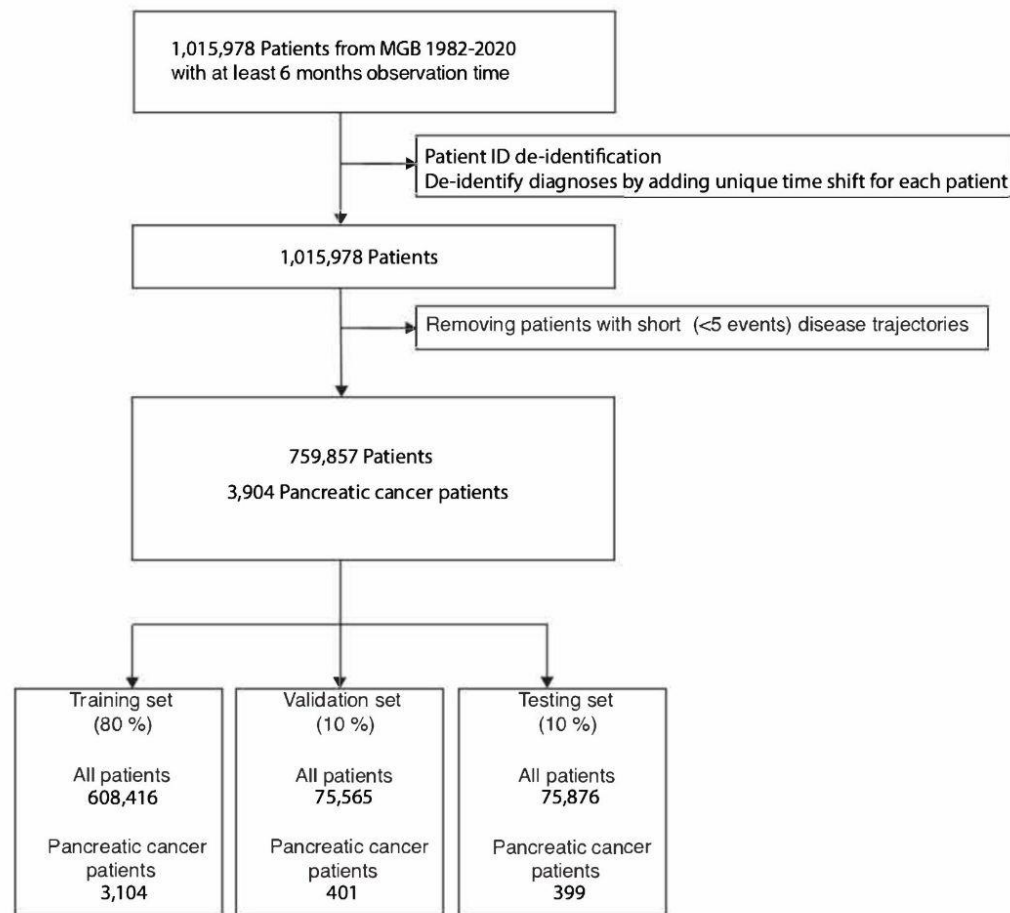 1,015,978 Patients from MGB 1982-2020
with at least 6 months observation time
Patient ID de-identification
De-identify diagnoses by adding unique time shift for each patient
1,015,978 Patients
Removing patients with short (<5 events) disease trajectories
759,857 Patients
3,904 Pancreatic cancer patients
Training set
(80 %)
All patients
608,416
Pancreatic cancer
patients
3,104
Validation set
(10 %)
All patients
75,565
Pancreatic cancer
patients
401
Testing set
(10 %)
All patients
75,876
Pancreatic cancer
patients
399